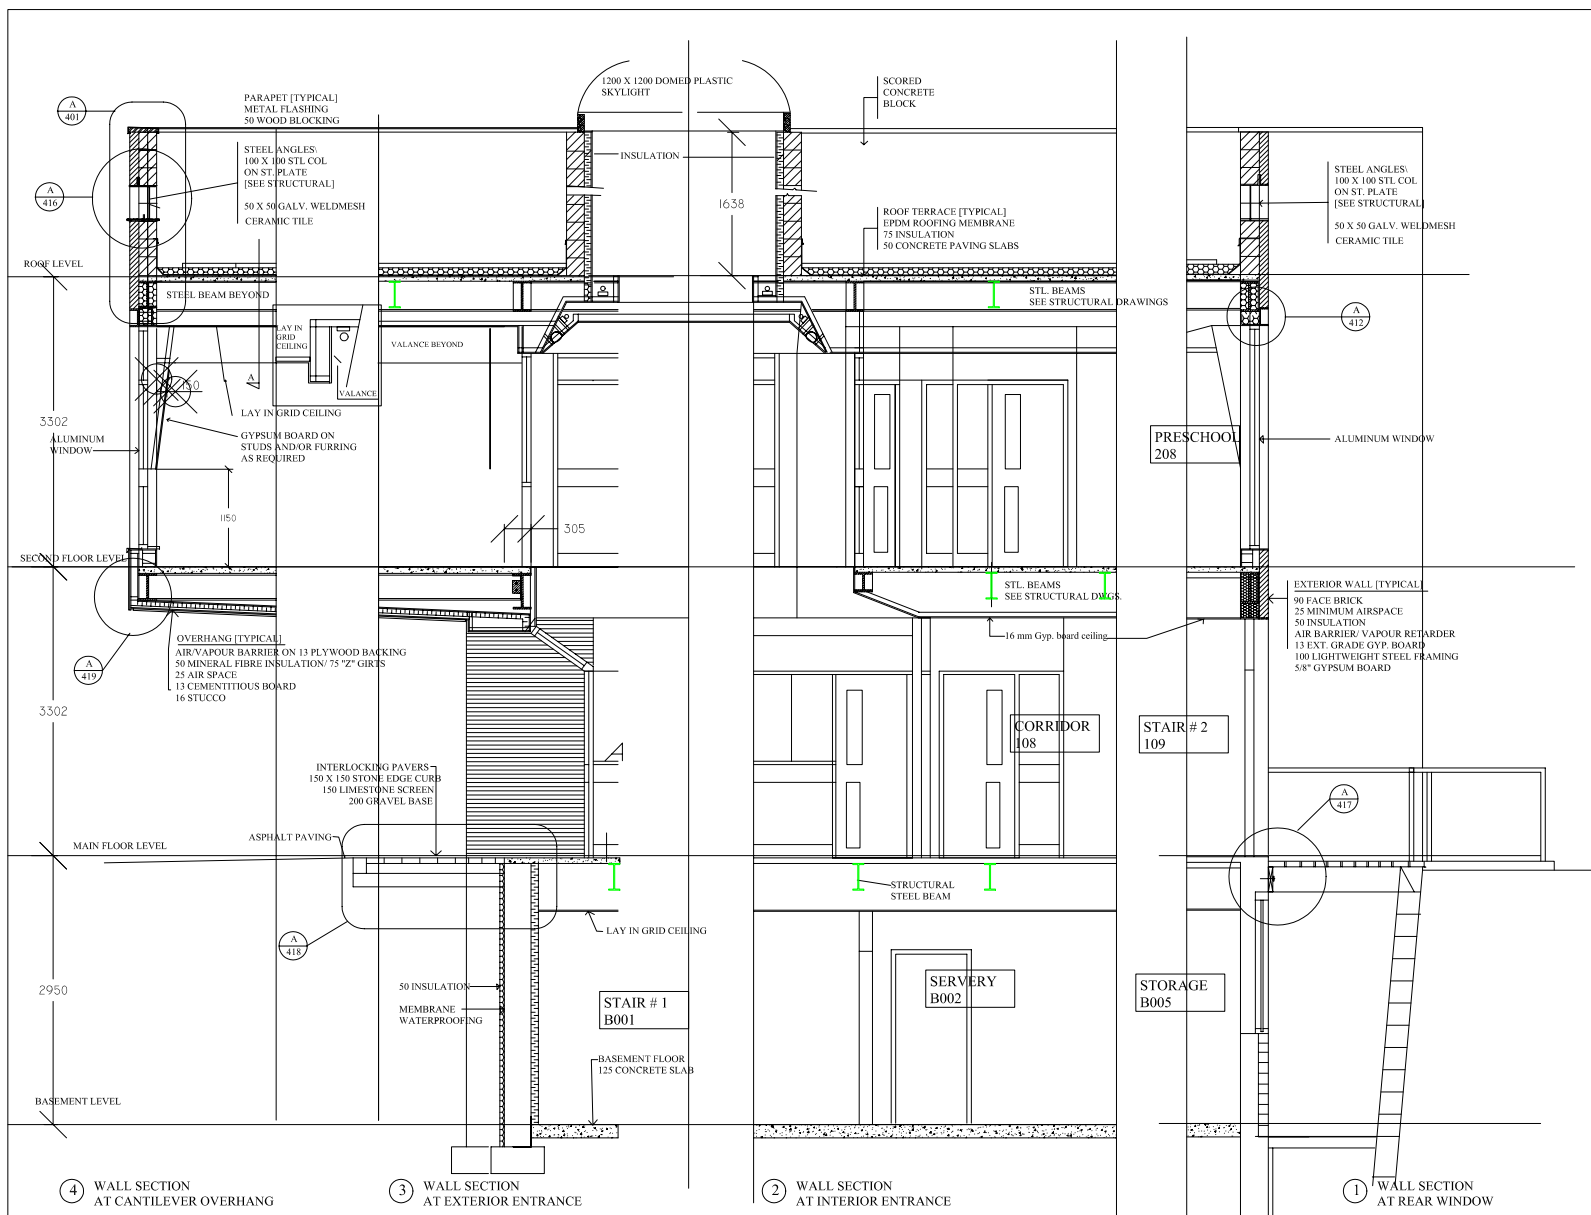 1200 X 1200 DOMED PLASTIC
SKYLIGHT
SCORED
CONCRETE
BLOCK
A
401
PARAPET [TYPICAL]
METAL FLASHING
50 WOOD BLOCKING
STEEL ANGLES\
100 X 100 STL COL
ON ST. PLATE
[SEE STRUCTURAL]
50 X 50 GALV. WELDMESH
CERAMIC TILE
INSULATION
A
416
1638
STEEL ANGLES\
100 X 100 STL COL
ON ST. PLATE
[SEE STRUCTURAL]
50 X 50 GALV. WELDMESH
CERAMIC TILE
ROOF TERRACE [TYPICAL]
EPDM ROOFING MEMBRANE
75 INSULATION
50 CONCRETE PAVING SLABS
ROOF LEVEL
STEEL BEAM BEYOND
STL. BEAMS
SEE STRUCTURAL DRAWINGS
A
412
LAY IN
GRID
CEILING
VALANCE BEYOND
A
VALANCE
150
3302
LAY IN GRID CEILING
ALUMINUM
WINDOW
GYPSUM BOARD ON
STUDS AND/OR FURRING
AS REQUIRED
PRESCHOOL
208
ALUMINUM WINDOW
1150
305
SECOND FLOOR LEVEL
STL. BEAMS
SEE STRUCTURAL DWGS.
EXTERIOR WALL [TYPICAL]
90 FACE BRICK
25 MINIMUM AIRSPACE
50 INSULATION
AIR BARRIER/ VAPOUR RETARDER
13 EXT. GRADE GYP. BOARD
100 LIGHTWEIGHT STEEL FRAMING
5/8" GYPSUM BOARD
16 mm Gyp. board ceiling
OVERHANG [TYPICAL]
AIR/VAPOUR BARRIER ON 13 PLYWOOD BACKING
50 MINERAL FIBRE INSULATION/ 75 "Z" GIRTS
25 AIR SPACE
13 CEMENTITIOUS BOARD
16 STUCCO
A
419
3302
CORRIDOR
108
STAIR # 2
109
A
INTERLOCKING PAVERS
150 X 150 STONE EDGE CURB
150 LIMESTONE SCREEN
200 GRAVEL BASE
A
417
ASPHALT PAVING
MAIN FLOOR LEVEL
STRUCTURAL
STEEL BEAM
LAY IN GRID CEILING
A
418
2950
50 INSULATION
MEMBRANE
WATERPROOFING
STAIR # 1
B001
SERVERY
B002
STORAGE
B005
BASEMENT FLOOR
125 CONCRETE SLAB
BASEMENT LEVEL
4 WALL SECTION
AT CANTILEVER OVERHANG
3 WALL SECTION
AT EXTERIOR ENTRANCE
2 WALL SECTION
AT INTERIOR ENTRANCE
1 WALL SECTION
AT REAR WINDOW